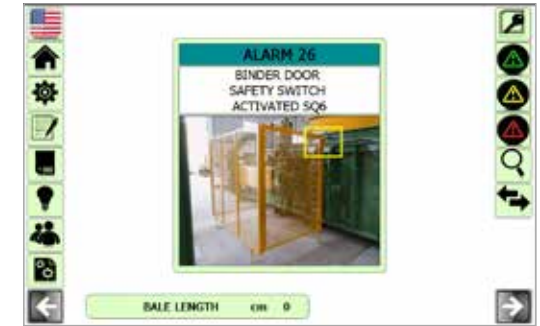 ALARM 26
BINDER DOOR
SAFETY SWITCH
ACTIVATED SQ6
BALE LENGTH cm 0